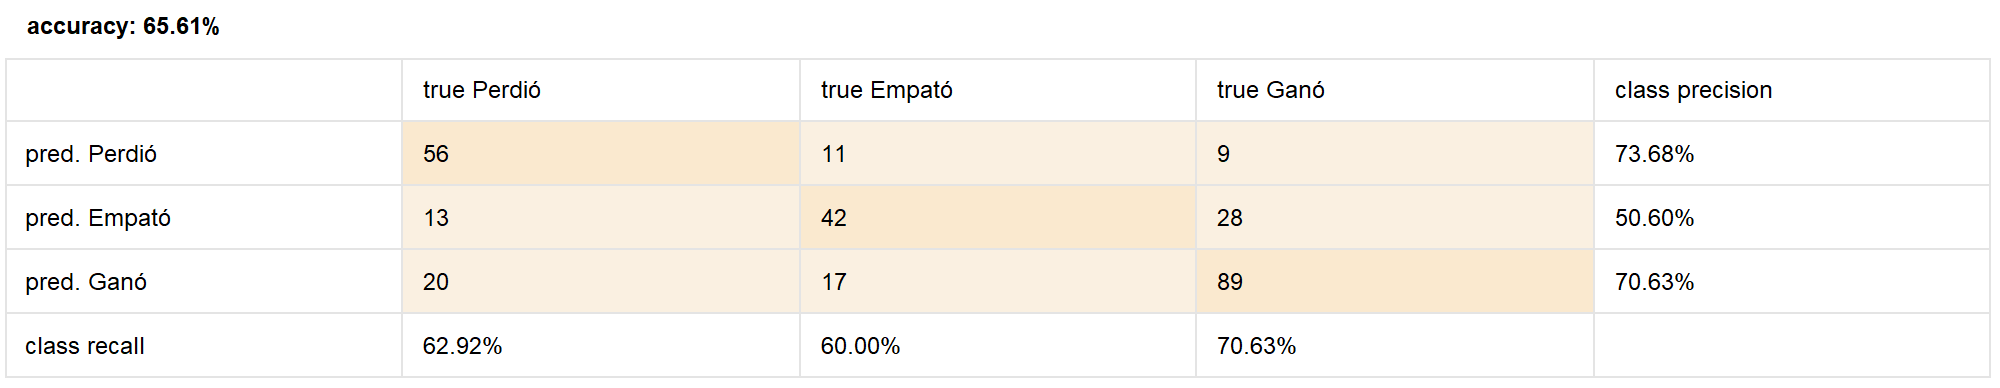 accuracy: 65.61%
true Perdió true Empató true Ganó class precision
pred. Perdió 56 11 9 73.68%
pred. Empató 13 42 28 50.60%
pred. Ganó 20 17 89 70.63%
class recall 62.92% 60.00% 70.63%